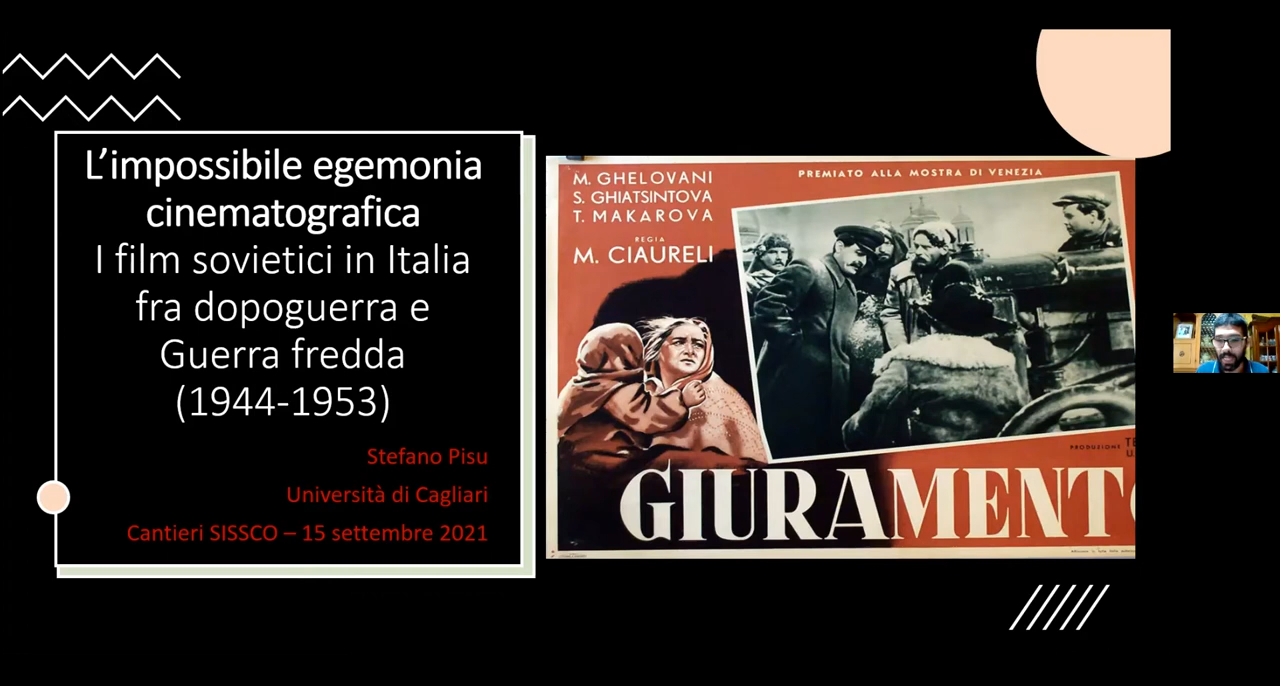 L’impossibile egemonia
cinematografica
I film sovietici in Italia
fra dopoguerra e
Guerra fredda
(1944-1953)
Stefano Pisu
Università di Cagliari
Cantieri SISSCO – 15 settembre 2021
M. GHELOVANI
S. GHIATSINTOVA
T. MAKAROVA
REGIA
M. CIAURELI
PREMIATO ALLA MOSTRA DI VENEZIA
PRODUZIONE
GIURAMENTO